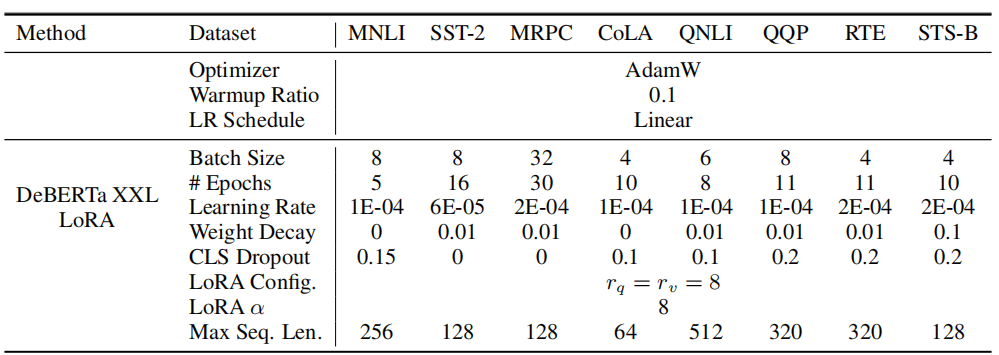 Method Dataset MNLI SST-2 MRPC CoLA QNLI QQP RTE STS-B
Optimizer AdamW
Warmup Ratio 0.1
LR Schedule Linear
DeBERTa XXL
LoRA
Batch Size 8 8 32 4 6 8 4 4
# Epochs 5 16 30 10 8 11 11 10
Learning Rate 1E-04 6E-05 2E-04 1E-04 1E-04 1E-04 2E-04 2E-04
Weight Decay 0 0.01 0.01 0 0.01 0.01 0.01 0.1
CLS Dropout 0.15 0 0 0.1 0.1 0.2 0.2 0.2
LoRA Config. r_q = r_v = 8
LoRA α 8
Max Seq. Len. 256 128 128 64 512 320 320 128